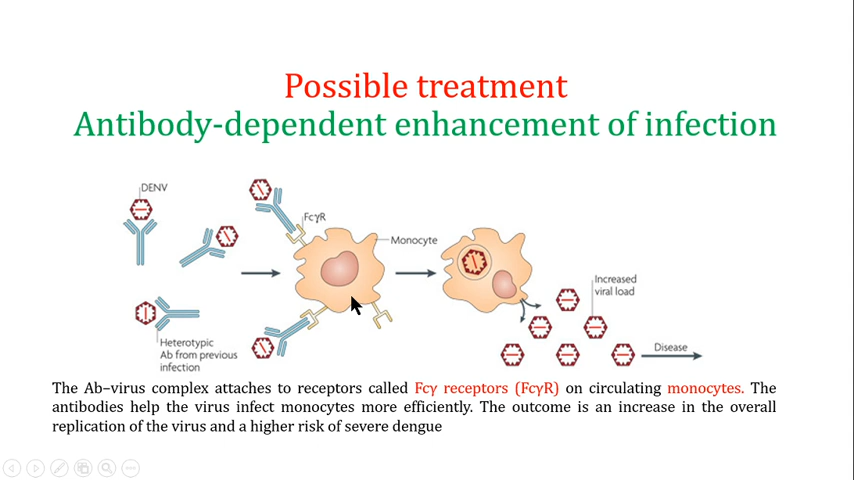 Possible treatment
Antibody-dependent enhancement of infection
DENV
FcγR
Monocyte
Increased
viral load
Heterotypic
Ab from previous
infection
Disease
The Ab–virus complex attaches to receptors called Fcγ receptors (FcγR) on circulating monocytes. The
antibodies help the virus infect monocytes more efficiently. The outcome is an increase in the overall
replication of the virus and a higher risk of severe dengue